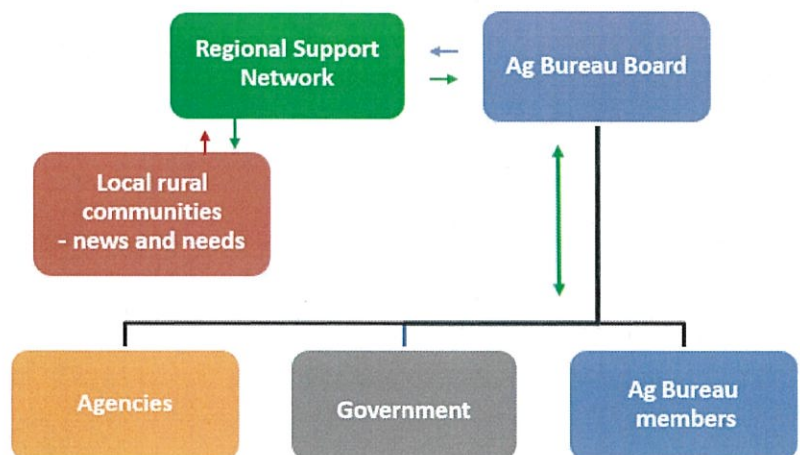 Regional Support
Network
Ag Bureau Board
Local rural
communities
- news and needs
Agencies
Government
Ag Bureau
members